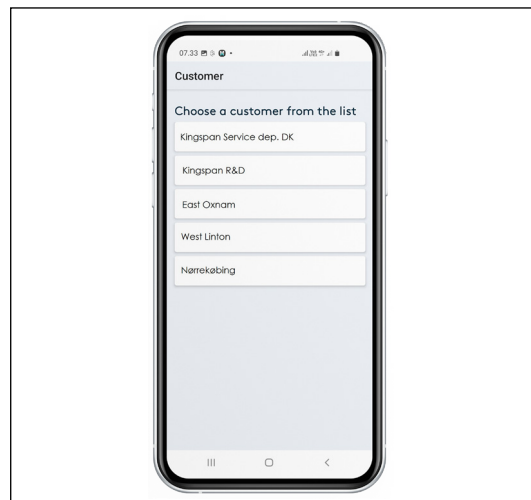 07.33
Customer
Choose a customer from the list
Kingspan Service dep. DK
Kingspan R&D
East Oxnam
West Linton
Nørrekøbing